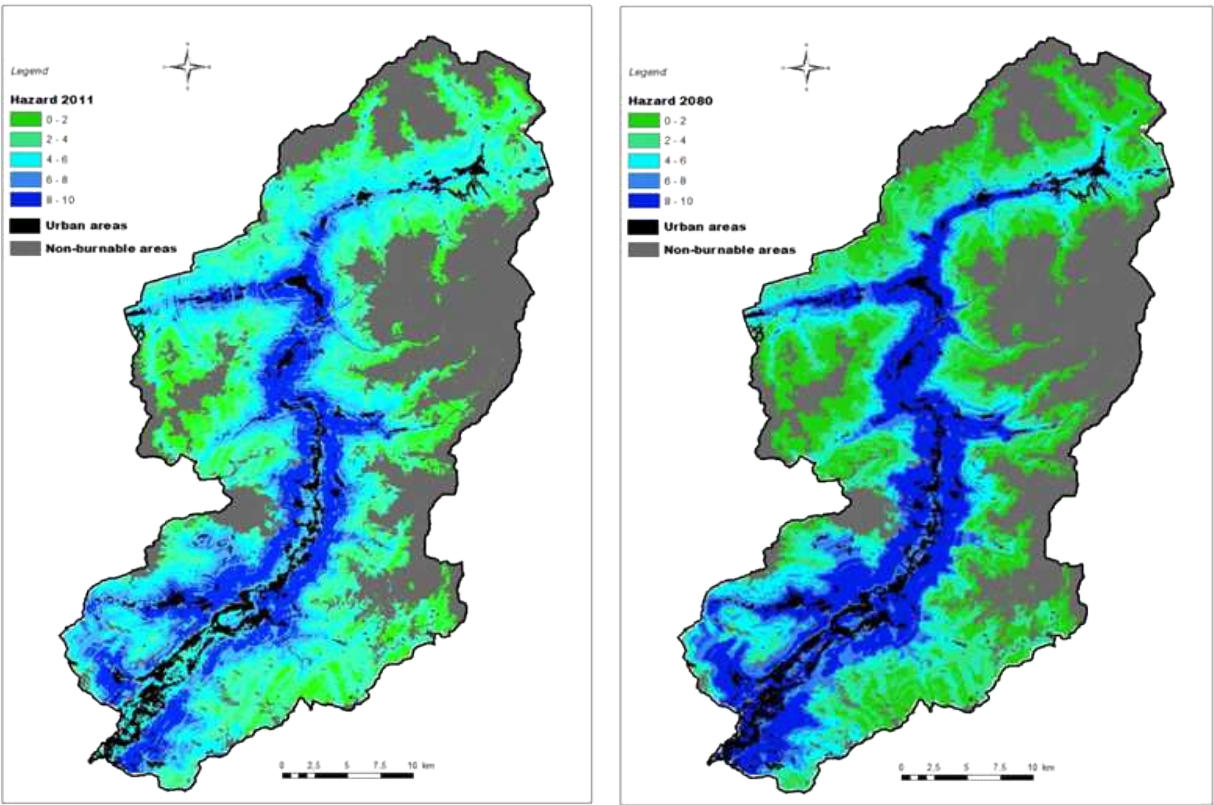 Legend
Hazard 2011
0 - 2
2 - 4
4 - 6
6 - 8
8 - 10
Urban areas
Non-burnable areas
0 2.5 5 7.5 10 km
Legend
Hazard 2080
0 - 2
2 - 4
4 - 6
6 - 8
8 - 10
Urban areas
Non-burnable areas
0 2.5 5 7.5 10 km